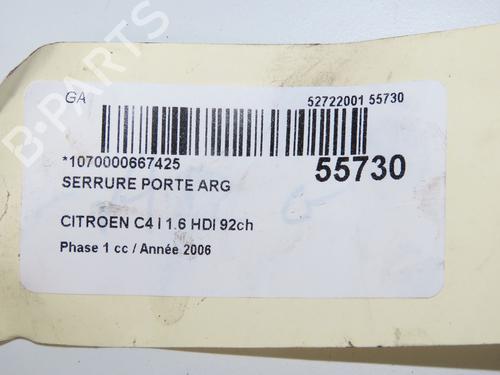 GA
52722001 55730
*1070000667425
55730
SERRURE PORTE ARG
CITROEN C4 I 1.6 HDI 92ch
Phase 1 cc / Année 2006
B-PARTS